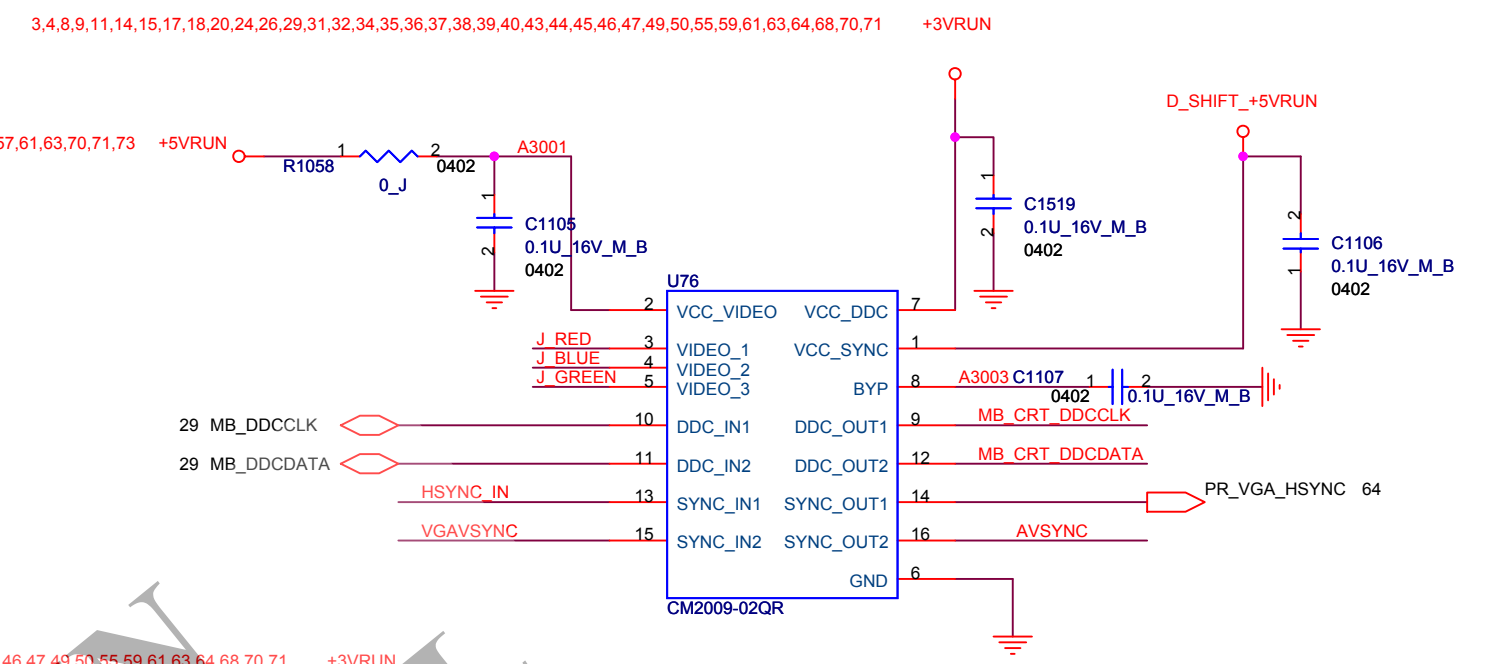 3,4,8,9,11,14,15,17,18,20,24,26,29,31,32,34,35,36,37,38,39,40,43,44,45,46,47,49,50,55,59,61,63,64,68,70,71 +3VRUN
D_SHIFT_+5VRUN
57,61,63,70,71,73 +5VRUN
1 2 A3001
R1058 0402
0_J
1
C1105
0.1U_16V_M_B
2
0402
1
C1519
0.1U_16V_M_B
2
0402
2
C1106
0.1U_16V_M_B
1
0402
U76
2 VCC_VIDEO VCC_DDC 7
J_RED 3 VIDEO_1 VCC_SYNC 1
J_BLUE 4 VIDEO_2
J_GREEN 5 VIDEO_3 BYP 8 A3003 C1107 1 2
0402 0.1U_16V_M_B
29 MB_DDCCLK 10 DDC_IN1 DDC_OUT1 9 MB_CRT_DDCCLK
29 MB_DDCDATA 11 DDC_IN2 DDC_OUT2 12 MB_CRT_DDCDATA
HSYNC_IN 13 SYNC_IN1 SYNC_OUT1 14 PR_VGA_HSYNC 64
VGAVSYNC 15 SYNC_IN2 SYNC_OUT2 16 AVSYNC
GND 6
CM2009-02QR
46,47,49,50,55,59,61,63,64,68,70,71 +3VRUN